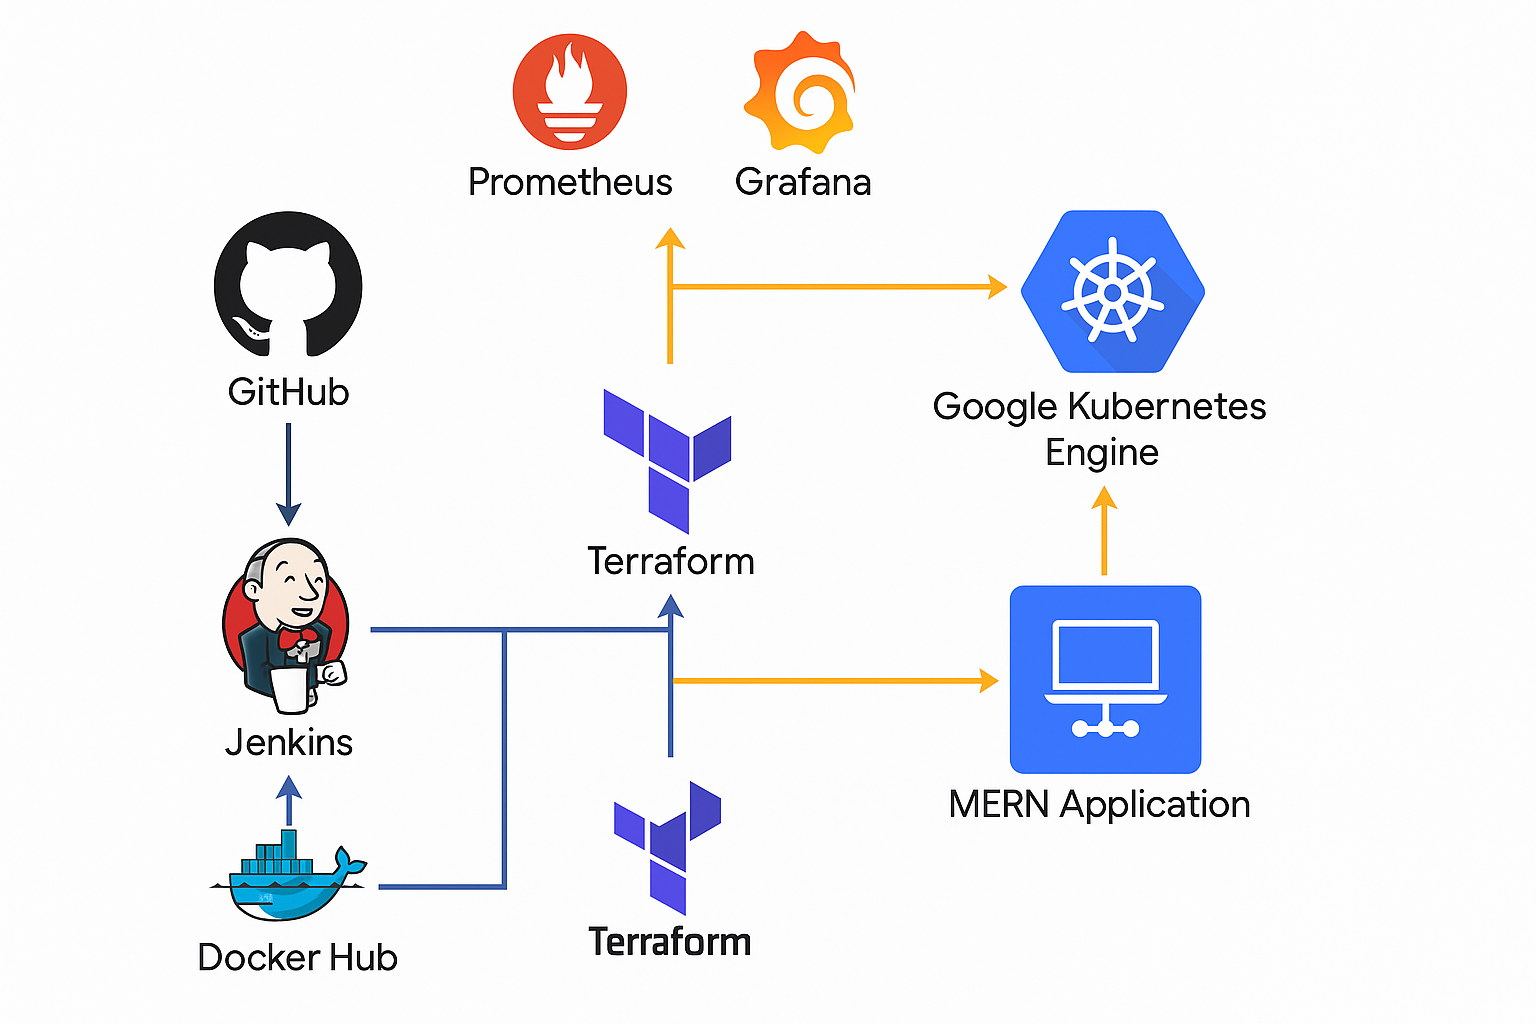 Prometheus
Grafana
GitHub
Google Kubernetes
Engine
Terraform
Jenkins
MERN Application
Docker Hub
Terraform